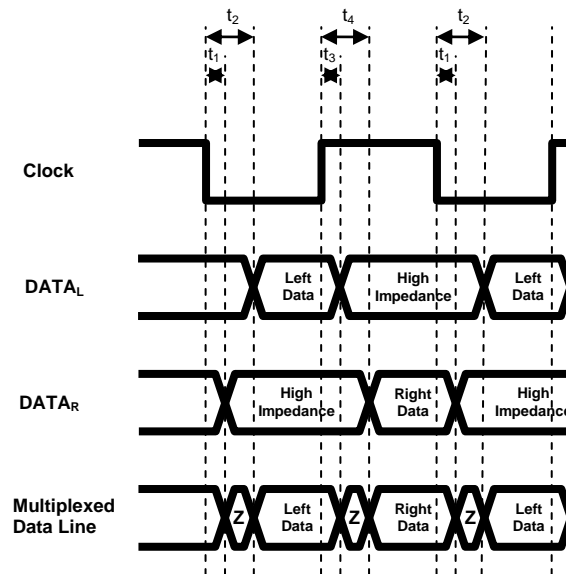 t2 t4 t2
t1 t3 t1
Clock
DATAL
Left High Left
Data Impedance Data
DATAR
High Right High
Impedance Data Impedance
Multiplexed
Data Line
Z Left Z Right Z Left
Data Data Data